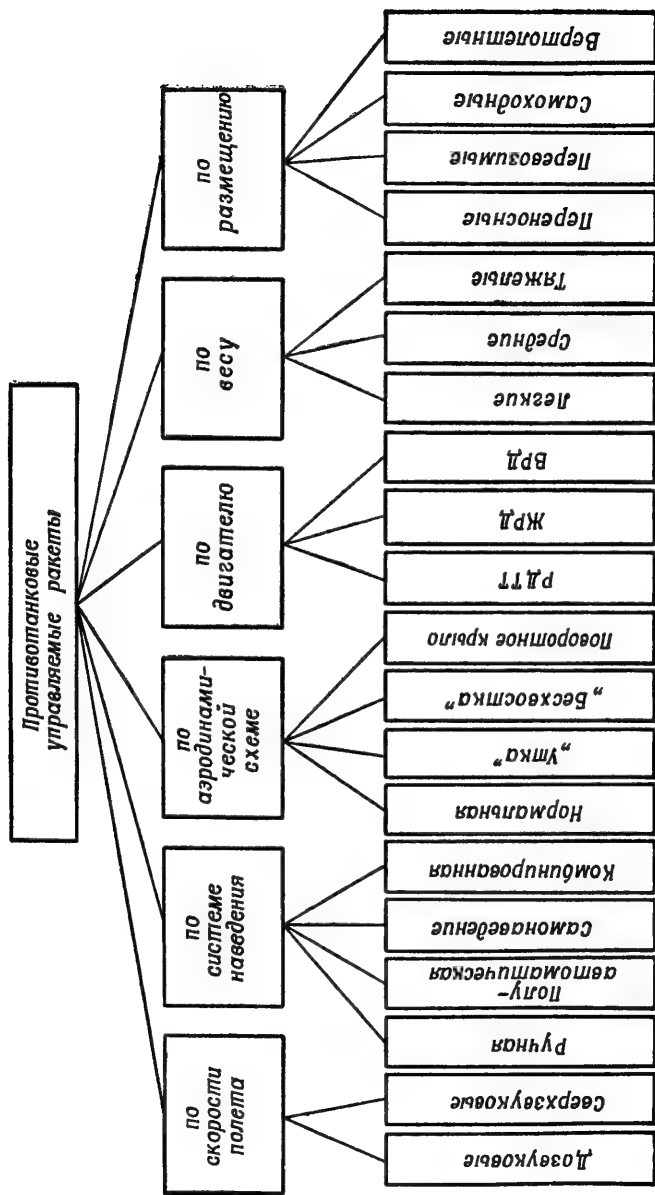 Противотанковые
управляемые ракеты
по
скорости
полета
по
системе
наведения
по
аэродинами-
ческой
схеме
по
двигателю
по
весу
по
размещению
Дозвуковые
Сверхзвуковые
Ручная
Полу-
автоматическая
Самонаведение
Комбинированная
Нормальная
„Утка“
„Бесхвостка“
Поворотное крыло
РДТТ
ЖРД
ВРД
Легкие
Средние
Тяжелые
Переносные
Перевозимые
Самоходные
Вертолетные